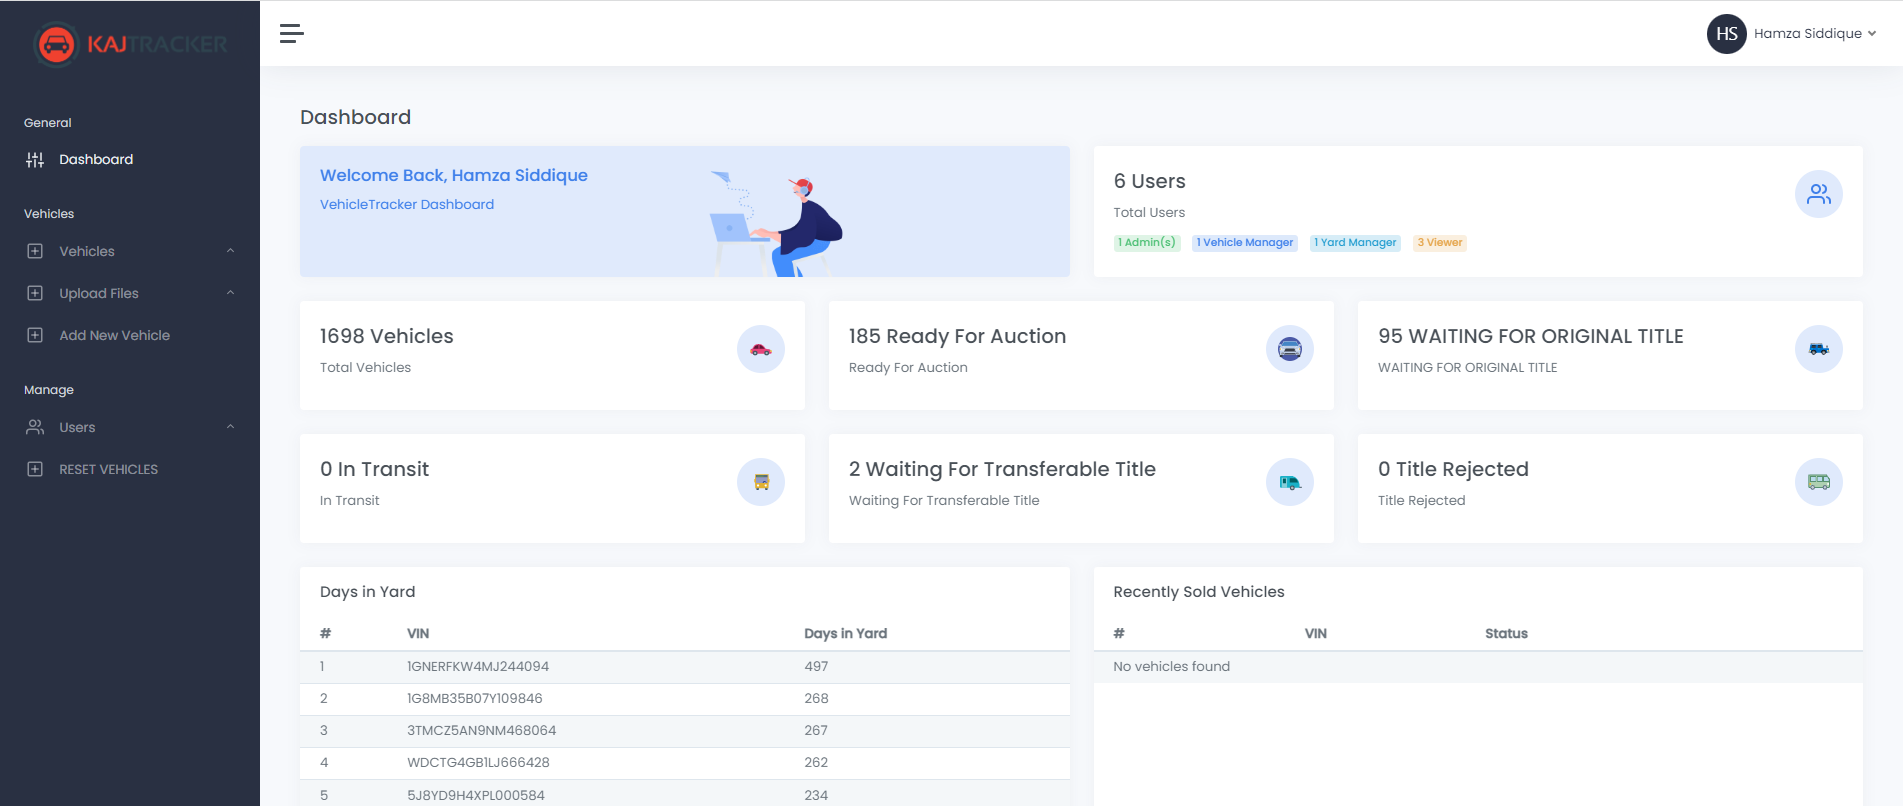 KAJTRACKER
HS Hamza Siddique
General
Dashboard
Vehicles
Vehicles
Upload Files
Add New Vehicle
Manage
Users
RESET VEHICLES
Dashboard
Welcome Back, Hamza Siddique
VehicleTracker Dashboard
6 Users
Total Users
1 Admin(s) 1 Vehicle Manager 1 Yard Manager 3 Viewer
1698 Vehicles
Total Vehicles
185 Ready For Auction
Ready For Auction
95 WAITING FOR ORIGINAL TITLE
WAITING FOR ORIGINAL TITLE
0 In Transit
In Transit
2 Waiting For Transferable Title
Waiting For Transferable Title
0 Title Rejected
Title Rejected
Days in Yard
# VIN Days in Yard
1 1GNERFKW4MJ244094 497
2 1G8MB35B07Y109846 268
3 3TMCZ5AN9NM468064 267
4 WDCTG4GB1LJ666428 262
5 5J8YD9H4XPL000584 234
Recently Sold Vehicles
# VIN Status
No vehicles found